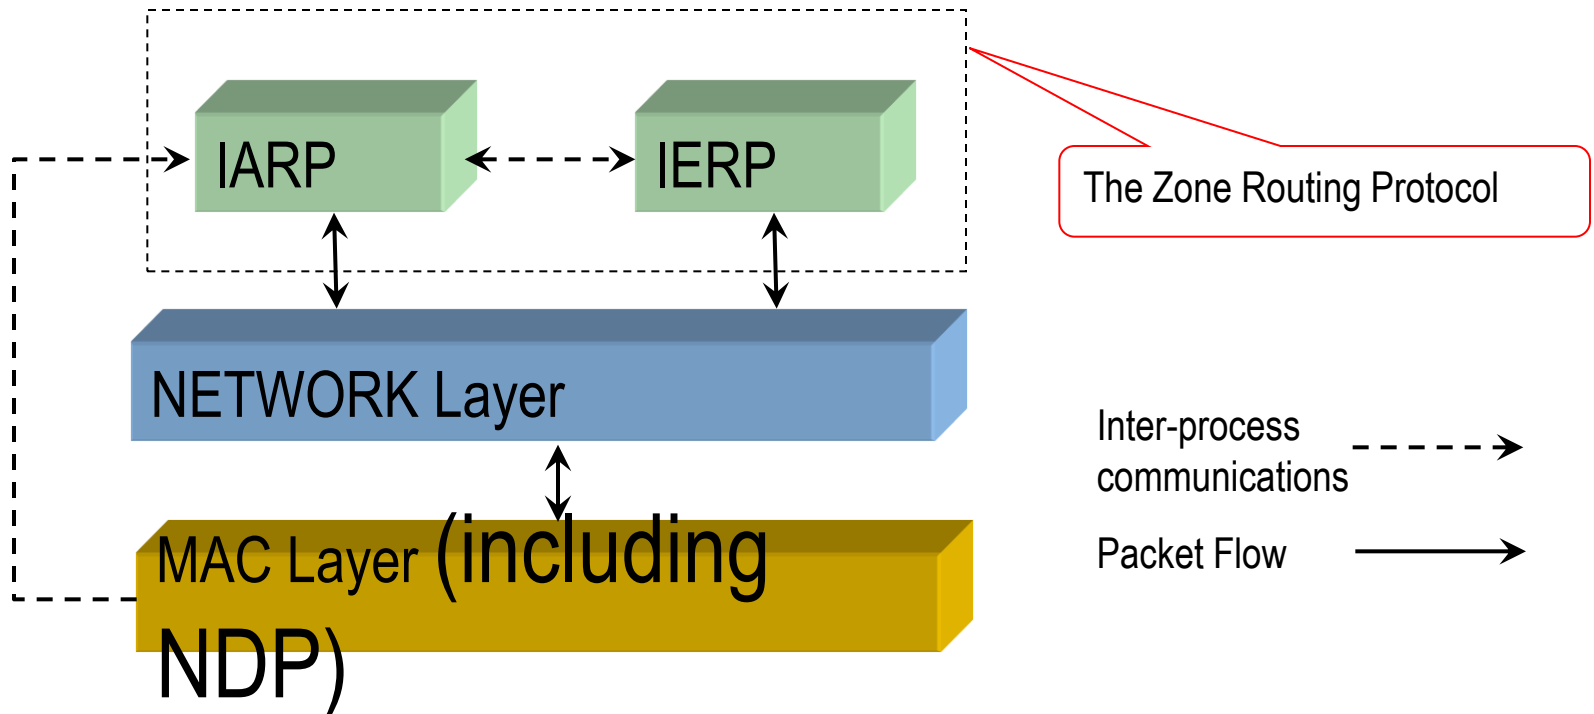 IARP
IERP
The Zone Routing Protocol
NETWORK Layer
Inter-process
communications
MAC Layer (including
NDP)
Packet Flow